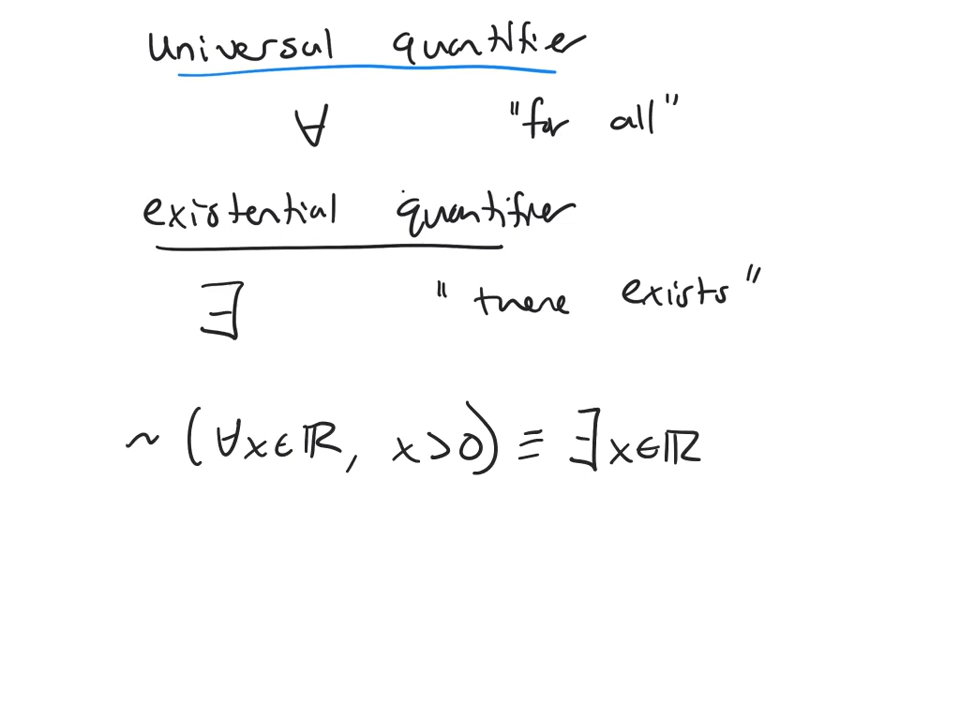 universal quantifier
∀ "for all"
existential quantifier
∃ "there exists"
~ (∀x∈ℝ, x>0) ≡ ∃x∈ℝ